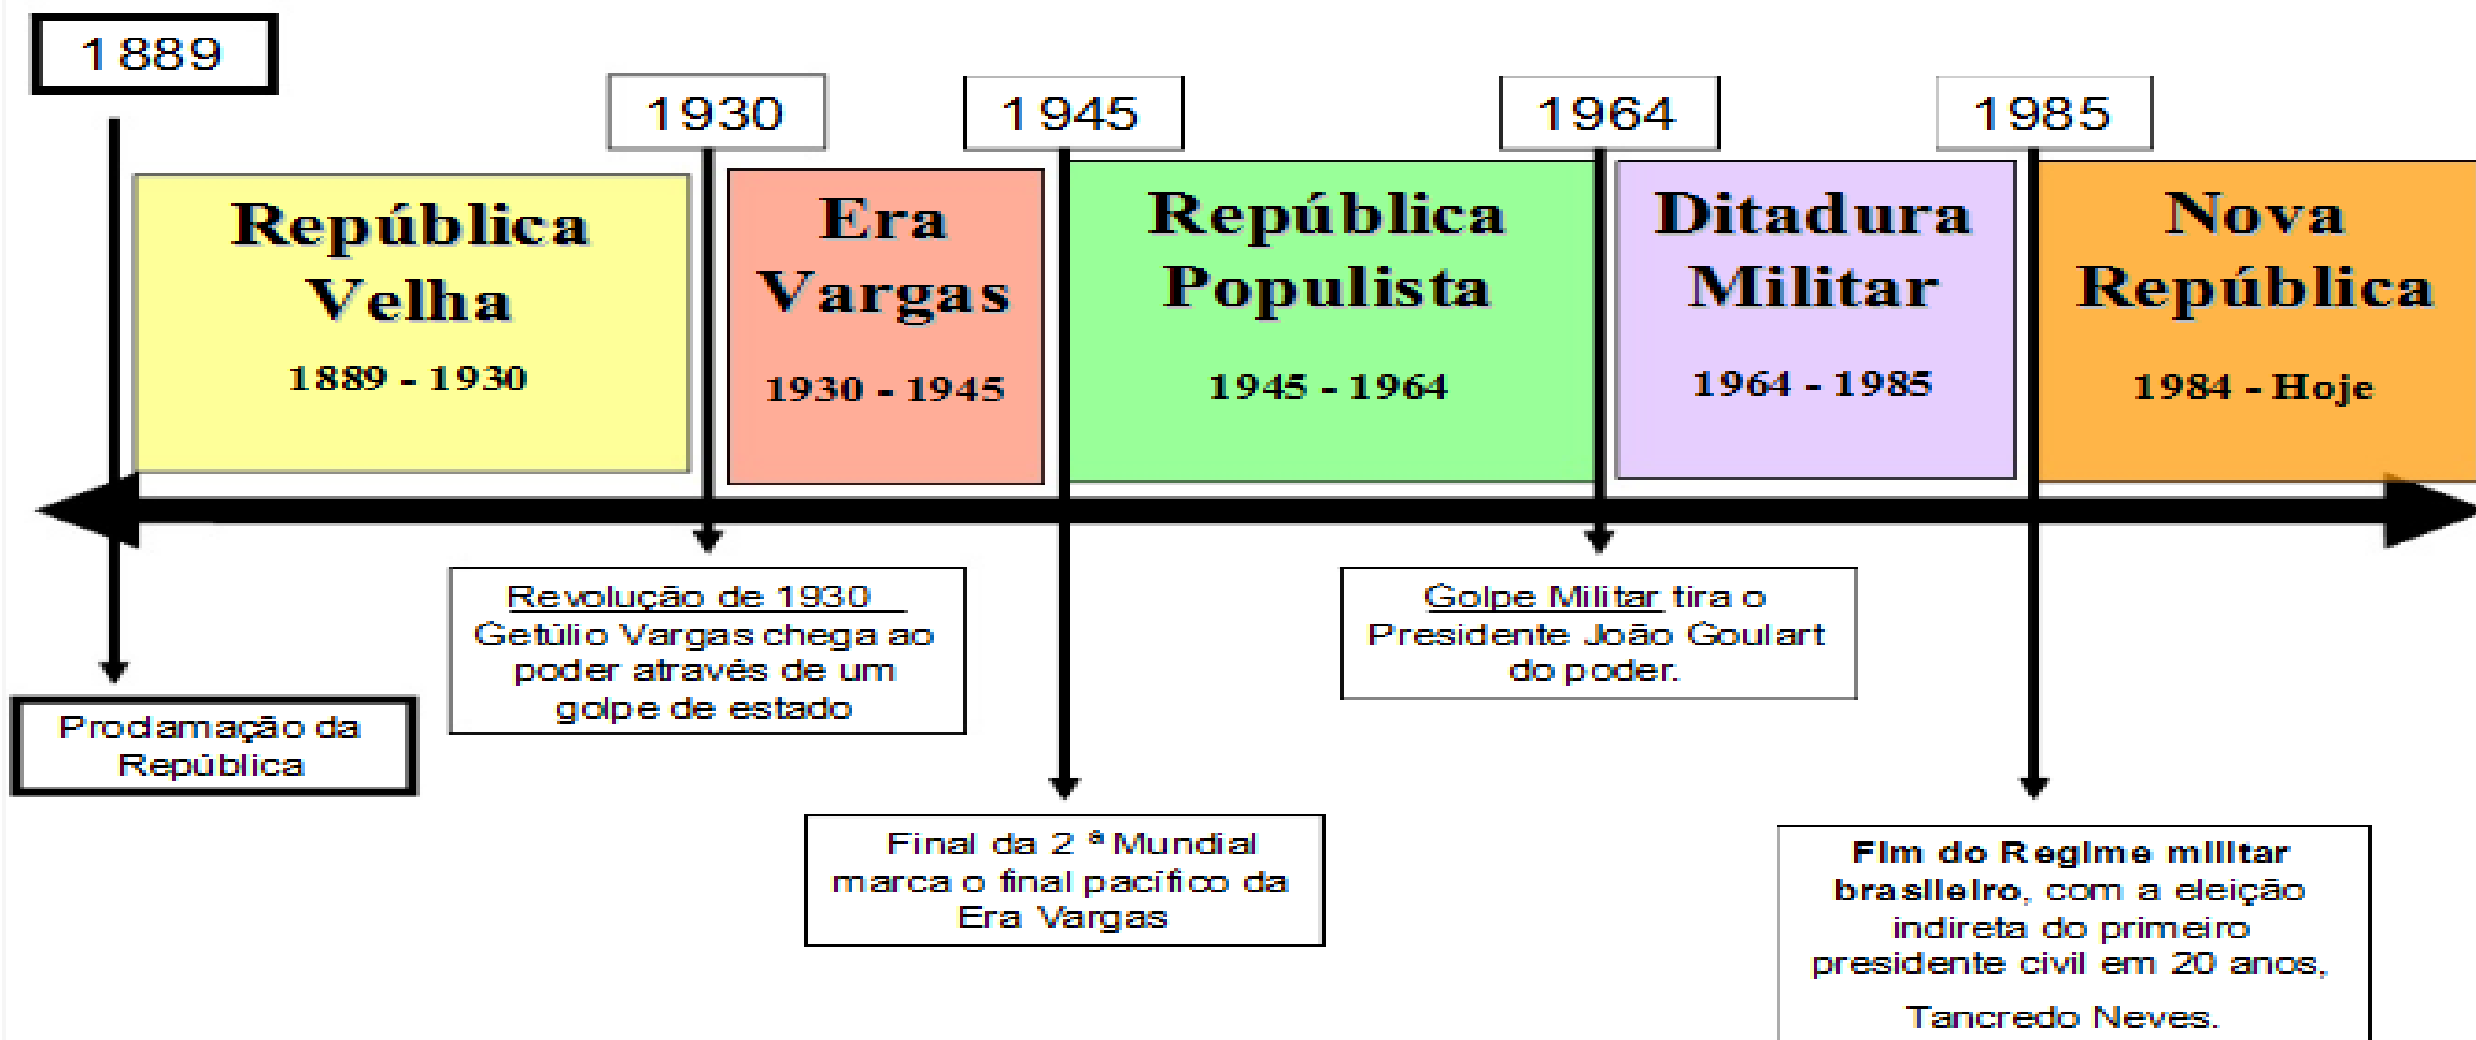 1889
1930
1945
1964
1985
República
Velha
1889 - 1930
Era
Vargas
1930 - 1945
República
Populista
1945 - 1964
Ditadura
Militar
1964 - 1985
Nova
República
1984 - Hoje
Proclamação da
República
Revolução de 1930
Getúlio Vargas chega ao
poder através de um
golpe de estado
Final da 2 ª Mundial
marca o final pacífico da
Era Vargas
Golpe Militar tira o
Presidente João Goulart
do poder.
Fim do Regime militar
brasileiro, com a eleição
indireta do primeiro
presidente civil em 20 anos,
Tancredo Neves.